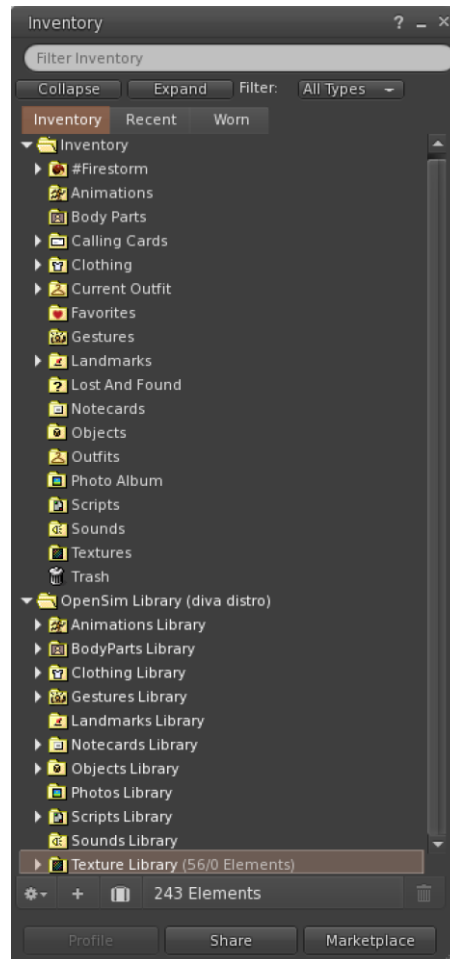 Inventory ? _ ×
Filter Inventory
Collapse Expand Filter: All Types
Inventory Recent Worn
Inventory
#Firestorm
Animations
Body Parts
Calling Cards
Clothing
Current Outfit
Favorites
Gestures
Landmarks
Lost And Found
Notecards
Objects
Outfits
Photo Album
Scripts
Sounds
Textures
Trash
OpenSim Library (diva distro)
Animations Library
BodyParts Library
Clothing Library
Gestures Library
Landmarks Library
Notecards Library
Objects Library
Photos Library
Scripts Library
Sounds Library
Texture Library (56/0 Elements)
+ 243 Elements
Profile Share Marketplace